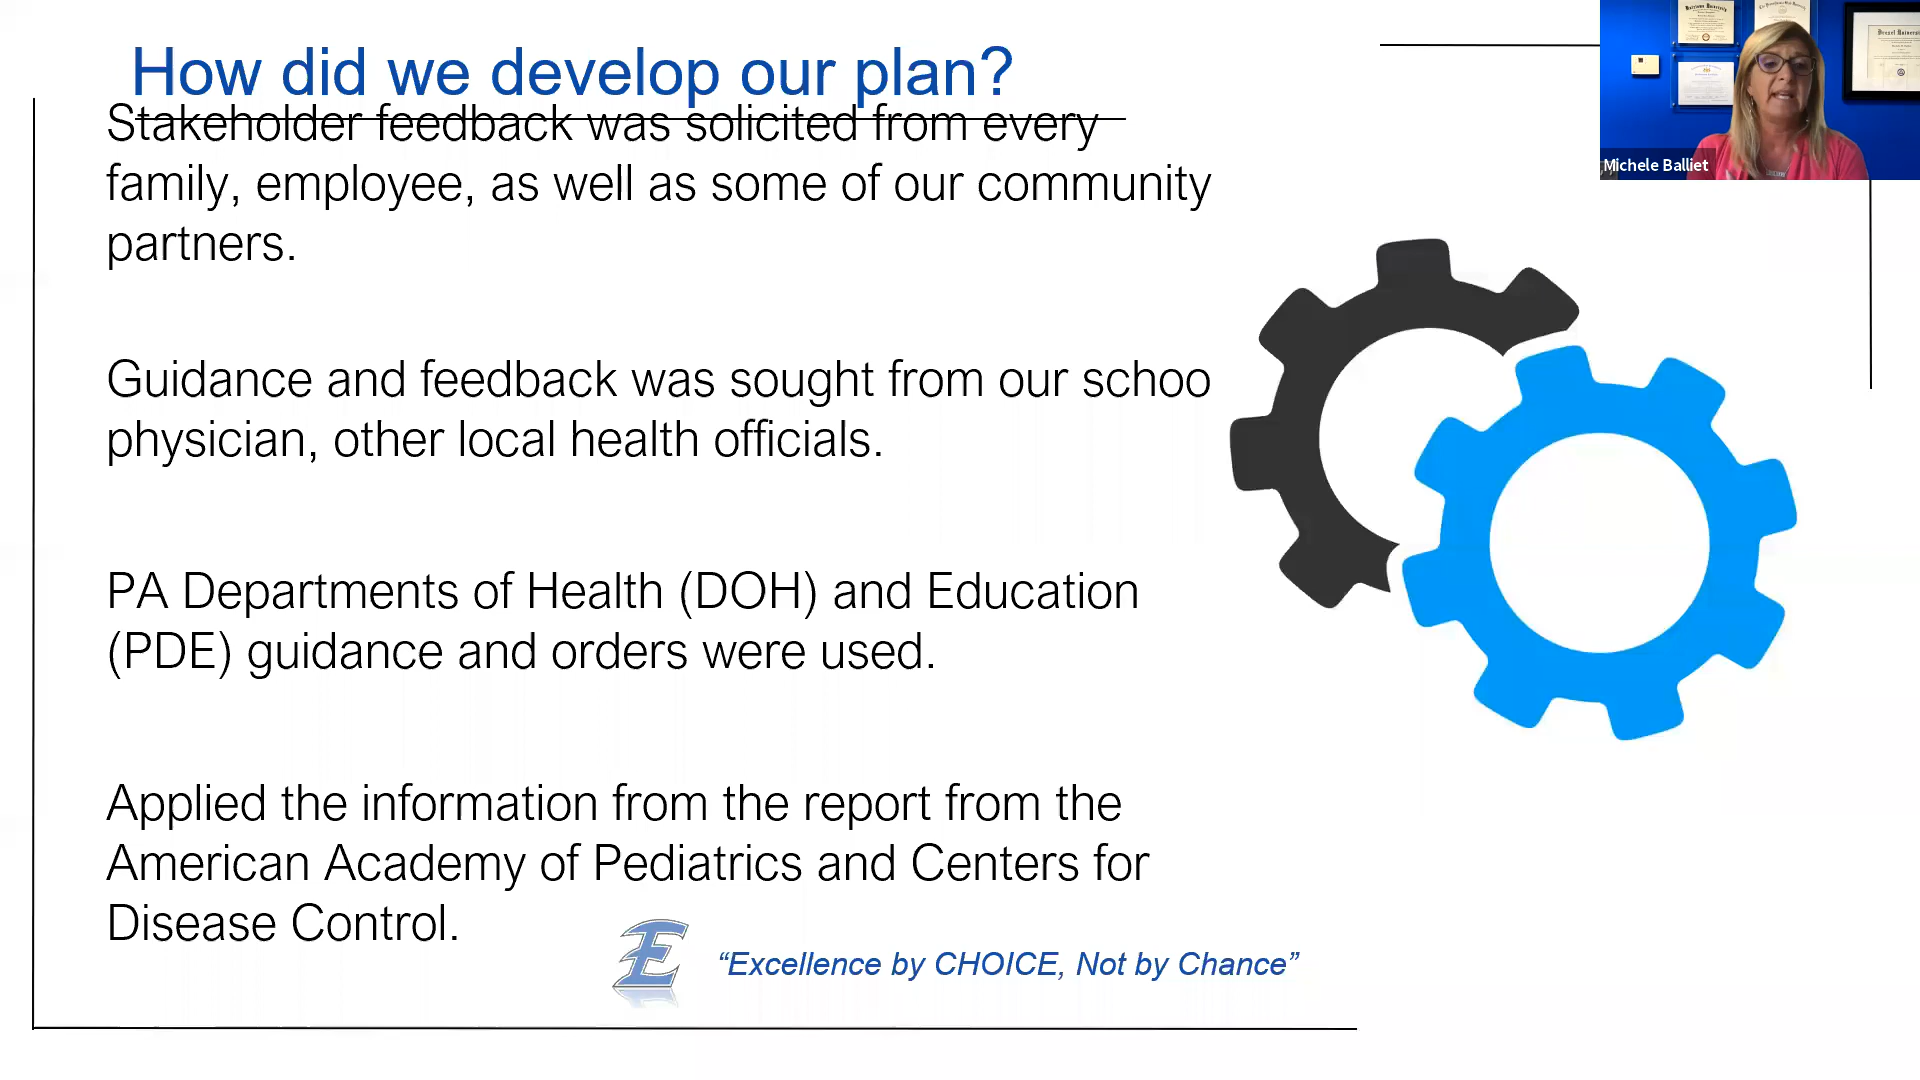 How did we develop our plan?
Stakeholder feedback was solicited from every
family, employee, as well as some of our community
partners.
Guidance and feedback was sought from our schoo
physician, other local health officials.
PA Departments of Health (DOH) and Education
(PDE) guidance and orders were used.
Applied the information from the report from the
American Academy of Pediatrics and Centers for
Disease Control.
E
“Excellence by CHOICE, Not by Chance”
Michele Balliet